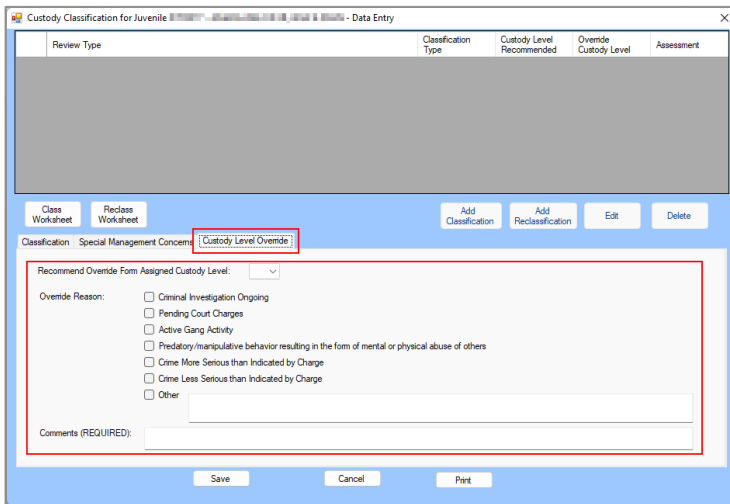 Custody Classification for Juvenile - Data Entry
Review Type Classification Type Custody Level Recommended Override Custody Level Assessment
Class Worksheet Reclass Worksheet Add Classification Add Reclassification Edit Delete
Classification Special Management Concerns Custody Level Override
Recommend Override Form Assigned Custody Level:
Override Reason: Criminal Investigation Ongoing
Pending Court Charges
Active Gang Activity
Predatory/manipulative behavior resulting in the form of mental or physical abuse of others
Crime More Serious than Indicated by Charge
Crime Less Serious than Indicated by Charge
Other
Comments (REQUIRED):
Save Cancel Print